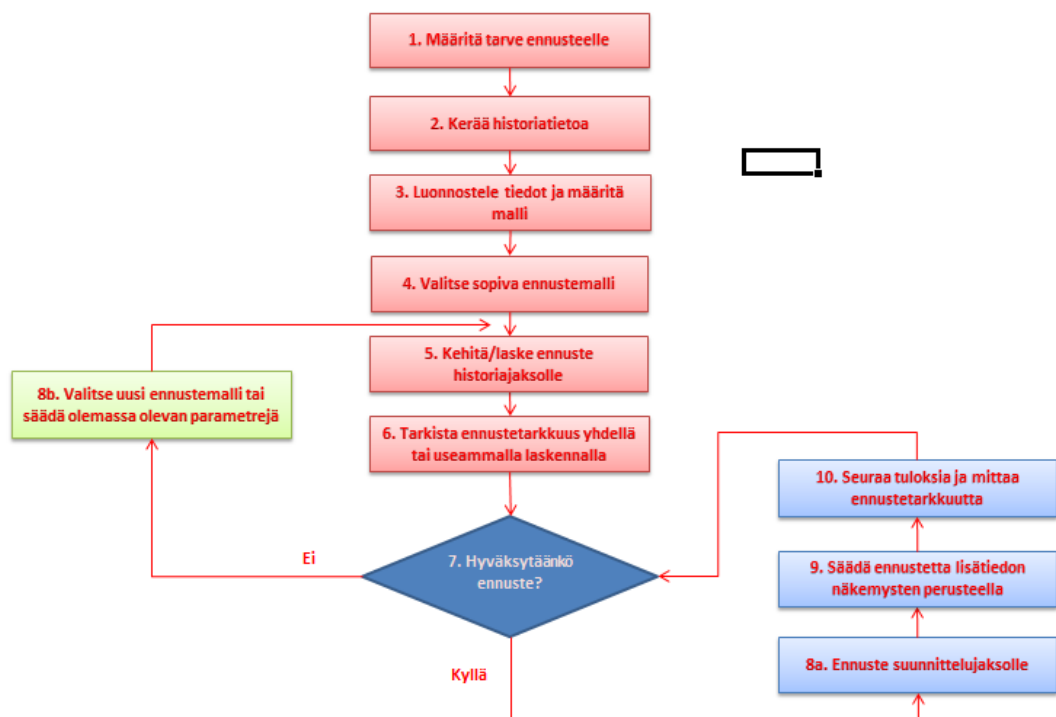 1. Määritä tarve ennusteelle
2. Kerää historiatietoa
3. Luonnostele tiedot ja määritä
malli
4. Valitse sopiva ennustemalli
5. Kehitä/laske ennuste
historiajaksolle
8b. Valitse uusi ennustemalli tai
säädä olemassa olevan parametrejä
6. Tarkista ennustetarkkuus yhdellä
tai useammalla laskennalla
10. Seuraa tuloksia ja mittaa
ennustetarkkuutta
Ei
7. Hyväksytäänkö
ennuste?
9. Säädä ennustetta lisätiedon
näkemysten perusteella
Kyllä
8a. Ennuste suunnittelujaksolle